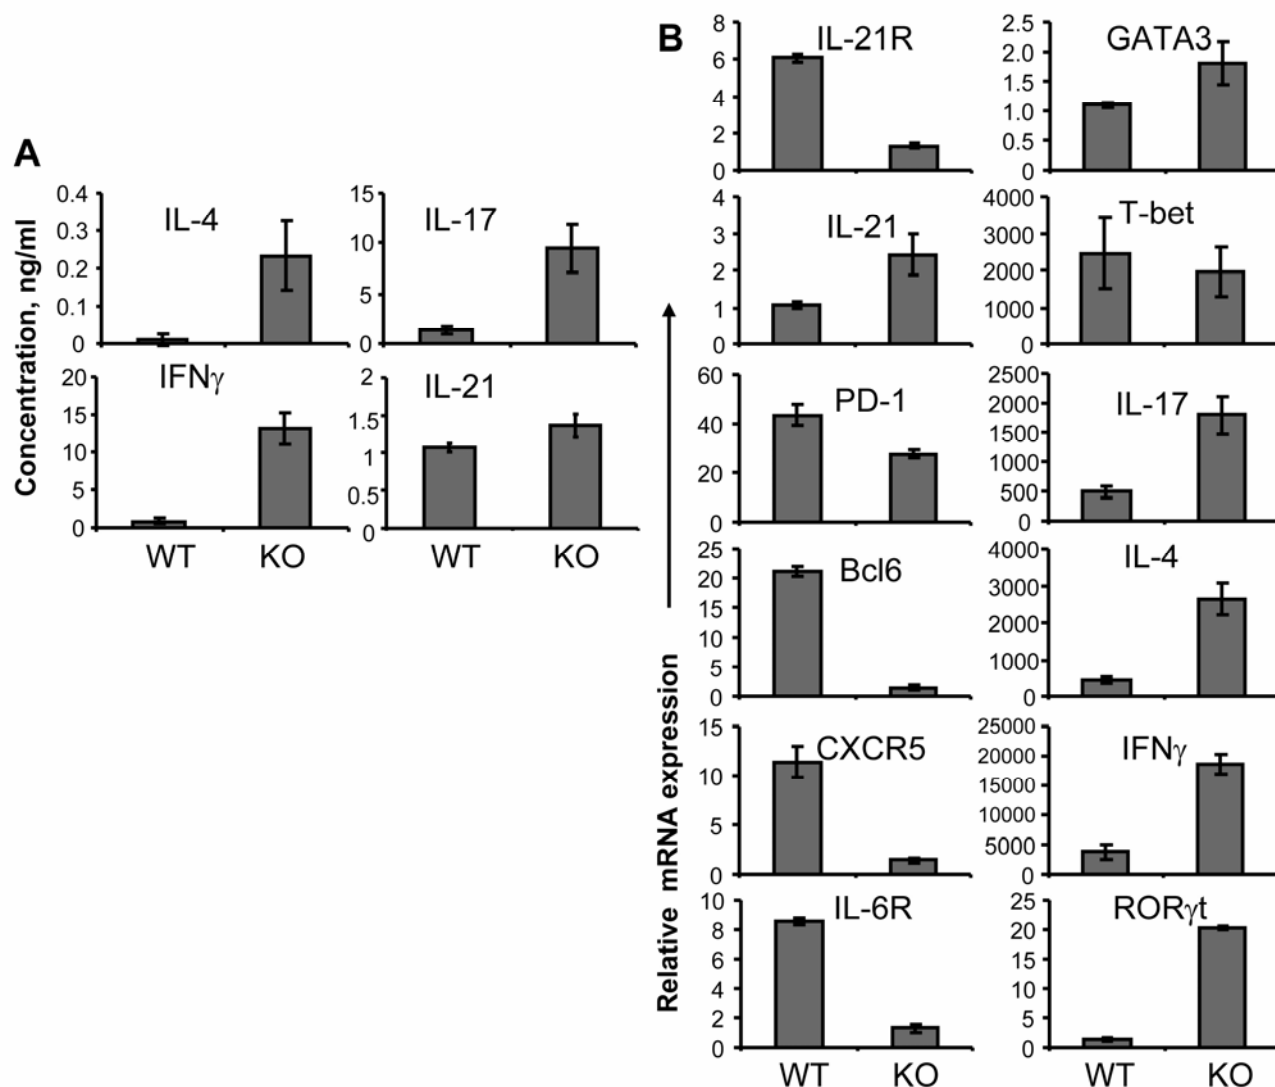 A
Concentration, ng/ml
IL-4
0.4
0.3
0.2
0.1
0
IL-17
15
10
5
0
IFNγ
20
15
10
5
0
WT
KO
IL-21
2
1.5
1
0.5
0
WT
KO
B
Relative mRNA expression
IL-21R
8
6
4
2
0
GATA3
2.5
2.0
1.5
1.0
0.5
0
IL-21
4
3
2
1
0
T-bet
4000
3000
2000
1000
0
PD-1
60
40
20
0
IL-17
2500
2000
1500
1000
500
0
Bcl6
25
20
15
10
5
0
IL-4
4000
3000
2000
1000
0
CXCR5
15
10
5
0
IFNγ
25000
20000
15000
10000
5000
0
IL-6R
10
8
6
4
2
0
WT
KO
RORγt
25
20
15
10
5
0
WT
KO